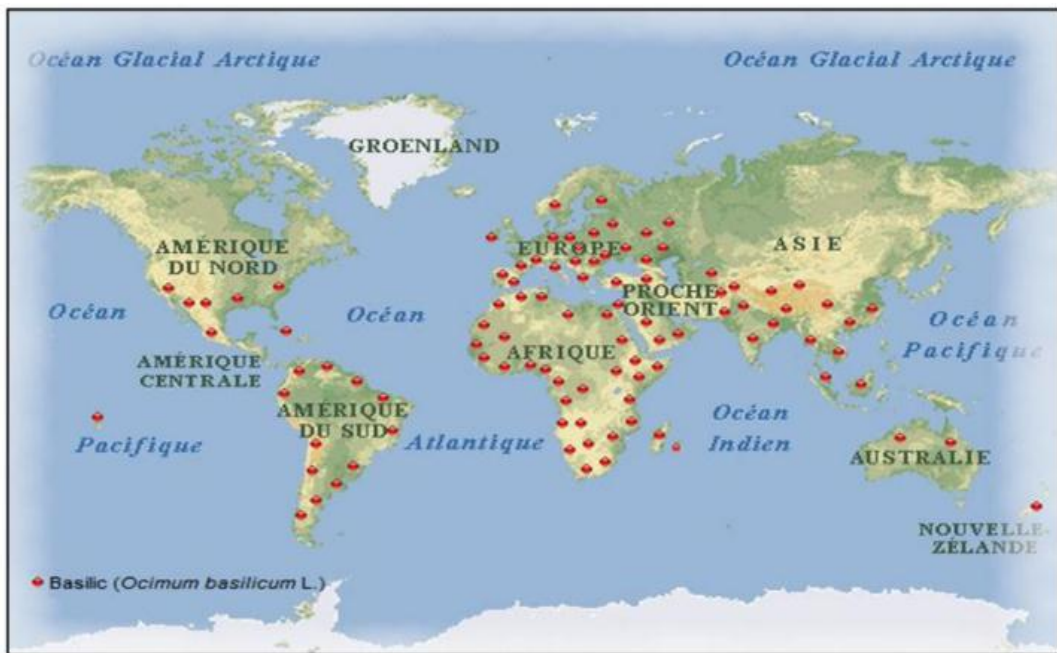 Océan Glacial Arctique
Océan Glacial Arctique
GROENLAND
AMÉRIQUE
DU NORD
EUROPE
ASIE
PROCHE
ORIENT
Océan
Océan
Océan
Pacifique
AFRIQUE
AMÉRIQUE
CENTRALE
AMÉRIQUE
DU SUD
Pacifique
Atlantique
Océan
Indien
AUSTRALIE
NOUVELLE-
ZÉLANDE
Basilic (Ocimum basilicum L.)